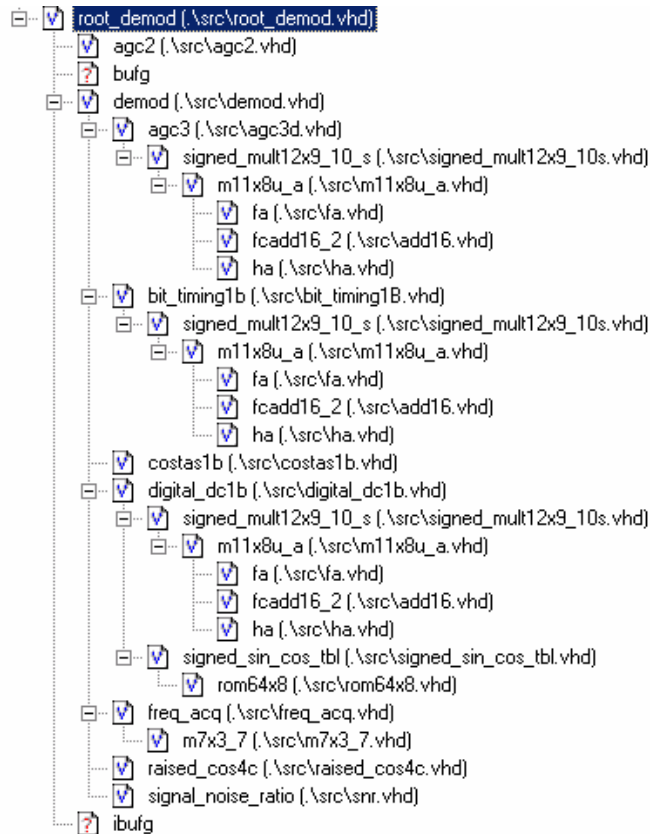 root_demod (.\src\root_demod.vhd)
agc2 (.\src\agc2.vhd)
bufg
demod (.\src\demod.vhd)
agc3 (.\src\agc3d.vhd)
signed_mult12x9_10_s (.\src\signed_mult12x9_10s.vhd)
m11x8u_a (.\src\m11x8u_a.vhd)
fa (.\src\fa.vhd)
fcadd16_2 (.\src\add16.vhd)
ha (.\src\ha.vhd)
bit_timing1b (.\src\bit_timing1B.vhd)
signed_mult12x9_10_s (.\src\signed_mult12x9_10s.vhd)
m11x8u_a (.\src\m11x8u_a.vhd)
fa (.\src\fa.vhd)
fcadd16_2 (.\src\add16.vhd)
ha (.\src\ha.vhd)
costas1b (.\src\costas1b.vhd)
digital_dc1b (.\src\digital_dc1b.vhd)
signed_mult12x9_10_s (.\src\signed_mult12x9_10s.vhd)
m11x8u_a (.\src\m11x8u_a.vhd)
fa (.\src\fa.vhd)
fcadd16_2 (.\src\add16.vhd)
ha (.\src\ha.vhd)
signed_sin_cos_tbl (.\src\signed_sin_cos_tbl.vhd)
rom64x8 (.\src\rom64x8.vhd)
freq_acq (.\src\freq_acq.vhd)
m7x3_7 (.\src\m7x3_7.vhd)
raised_cos4c (.\src\raised_cos4c.vhd)
signal_noise_ratio (.\src\snr.vhd)
ibufg